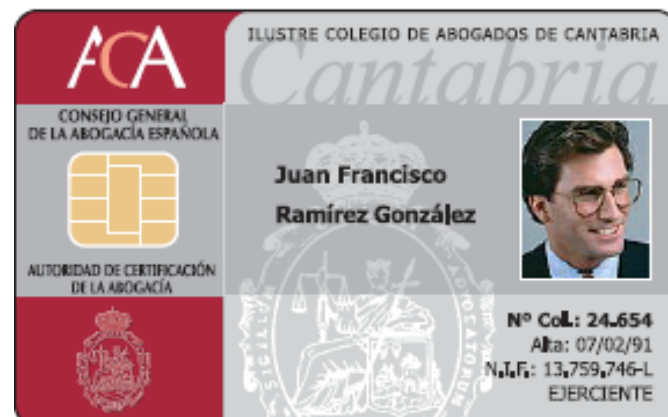 ACA
CONSEJO GENERAL
DE LA ABOGACÍA ESPAÑOLA
AUTORIDAD DE CERTIFICACIÓN
DE LA ABOGACÍA
ILUSTRE COLEGIO DE ABOGADOS DE CANTABRIA
Cantabria
Juan Francisco
Ramírez González
Nº Col.: 24.654
Alta: 07/02/91
N.I.F.: 13.759.746-L
EJERCIENTE